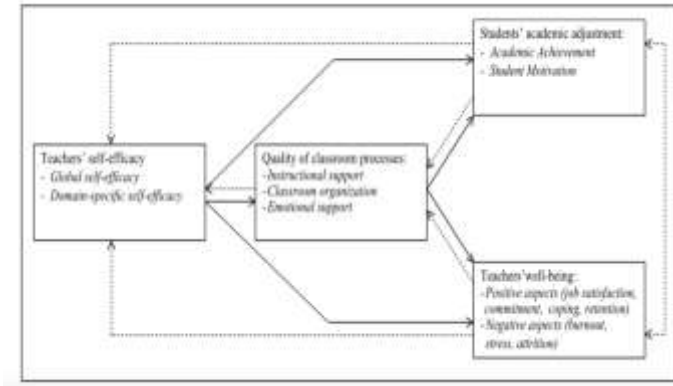 Students' academic adjustment:
- Academic Achievement
- Student Motivation
Teachers' self-efficacy
- Global self-efficacy
- Domain-specific self-efficacy
Quality of classroom processes:
-Instructional support
-Classroom organization
-Emotional support
Teachers'well-being:
-Positive aspects (job satisfaction,
commitment, coping, retention)
-Negative aspects (burnout,
stress, attrition)